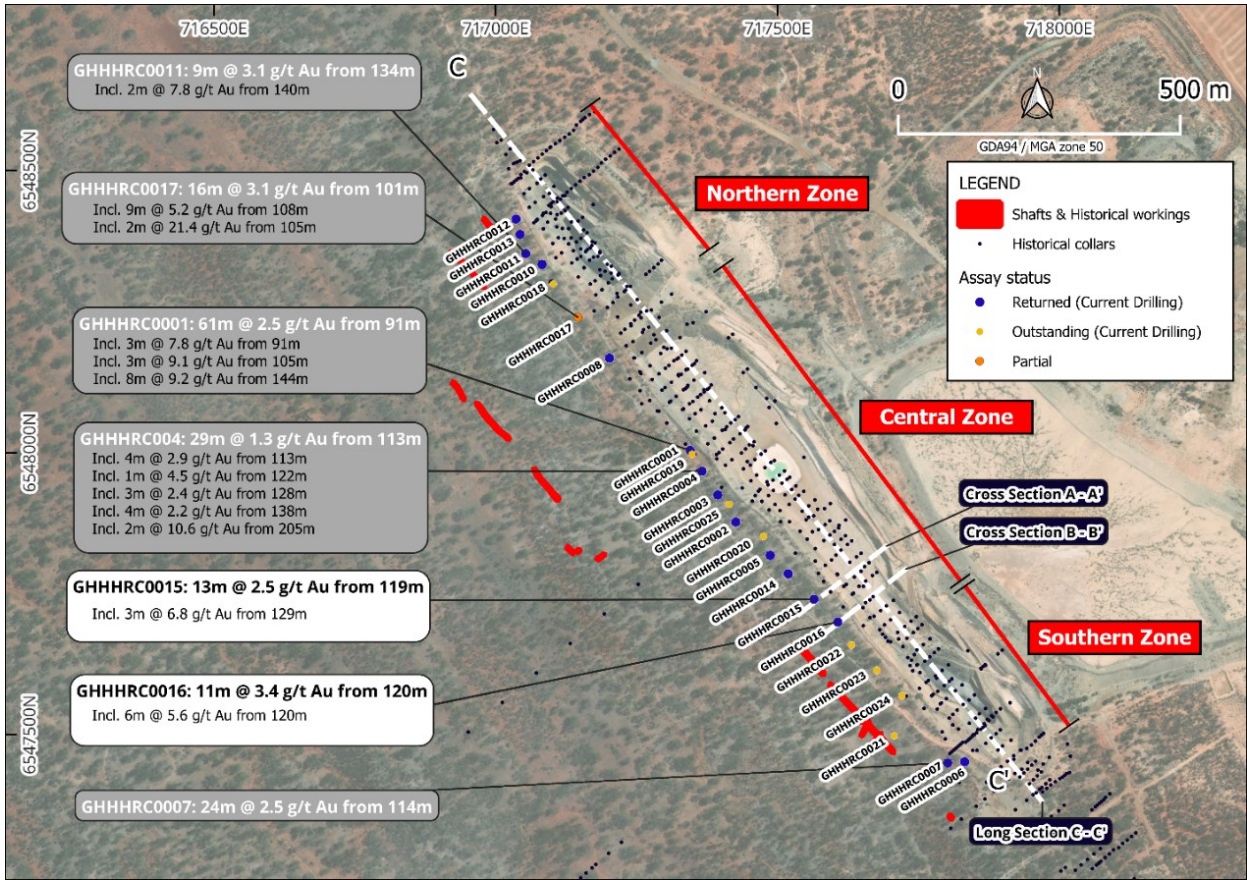 716500E
717000E
717500E
718000E
6548500N
6548000N
6547500N
C
GHHHRC0011: 9m @ 3.1 g/t Au from 134m
Incl. 2m @ 7.8 g/t Au from 140m
GHHHRC0017: 16m @ 3.1 g/t Au from 101m
Incl. 9m @ 5.2 g/t Au from 108m
Incl. 2m @ 21.4 g/t Au from 105m
GHHHRC0001: 61m @ 2.5 g/t Au from 91m
Incl. 3m @ 7.8 g/t Au from 91m
Incl. 3m @ 9.1 g/t Au from 105m
Incl. 8m @ 9.2 g/t Au from 144m
GHHHRC004: 29m @ 1.3 g/t Au from 113m
Incl. 4m @ 2.9 g/t Au from 113m
Incl. 1m @ 4.5 g/t Au from 122m
Incl. 3m @ 2.4 g/t Au from 128m
Incl. 4m @ 2.2 g/t Au from 138m
Incl. 2m @ 10.6 g/t Au from 205m
GHHHRC0015: 13m @ 2.5 g/t Au from 119m
Incl. 3m @ 6.8 g/t Au from 129m
GHHHRC0016: 11m @ 3.4 g/t Au from 120m
Incl. 6m @ 5.6 g/t Au from 120m
GHHHRC0007: 24m @ 2.5 g/t Au from 114m
GHHHRC0012
GHHHRC0013
GHHHRC0011
GHHHRC0010
GHHHRC0018
GHHHRC0017
GHHHRC0008
GHHHRC0001
GHHHRC0019
GHHHRC0004
GHHHRC0003
GHHHRC0025
GHHHRC0002
GHHHRC0020
GHHHRC0005
GHHHRC0014
GHHHRC0015
GHHHRC0016
GHHHRC0022
GHHHRC0023
GHHHRC0024
GHHHRC0021
GHHHRC0007
GHHHRC0006
Northern Zone
Central Zone
Southern Zone
Cross Section A - A'
Cross Section B - B'
C'
Long Section C - C'
0
N
500 m
GDA94 / MGA zone 50
LEGEND
Shafts & Historical workings
Historical collars
Assay status
Returned (Current Drilling)
Outstanding (Current Drilling)
Partial